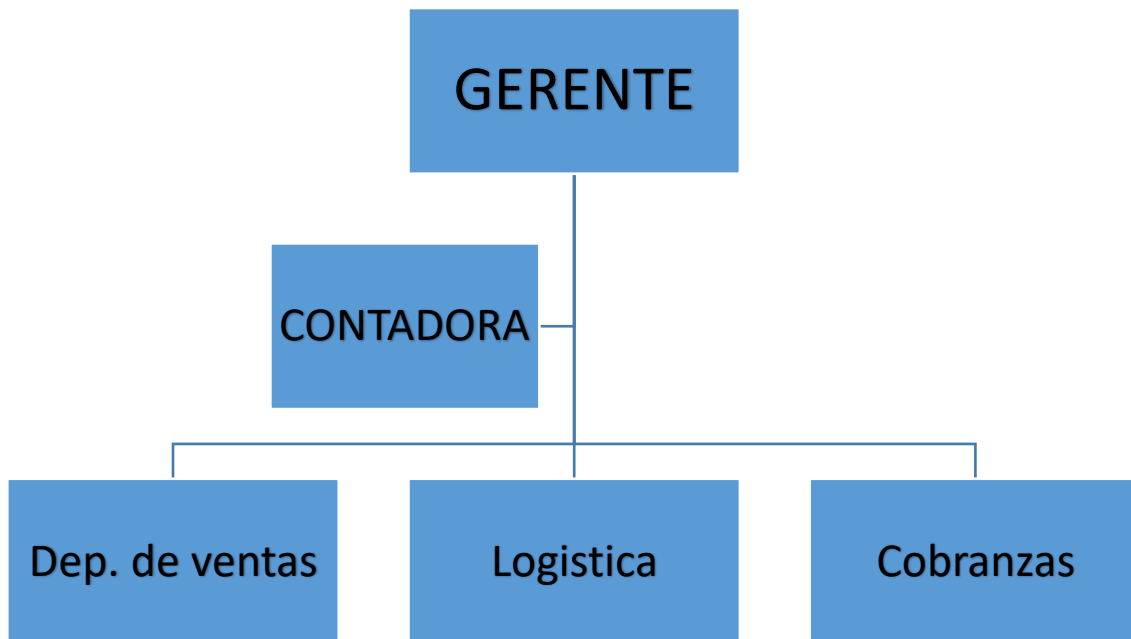 GERENTE
CONTADORA
Dep. de ventas
Logistica
Cobranzas